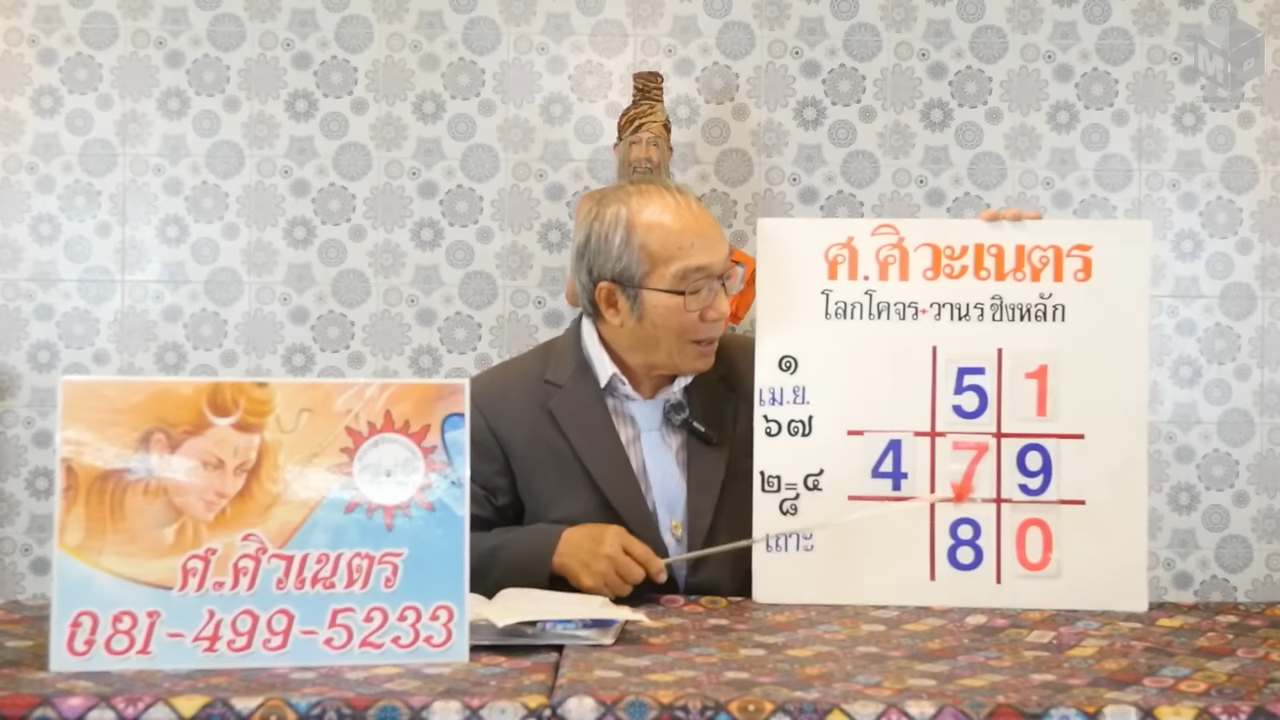 ศ.ศิวะเนตร
โลกโคจร-วานรชิงหลัก
๑
เม.ย.
๖๗
๒=๔
๘
เถาะ
5 1
4 7 9
8 0
ศ.ศิวเนตร
081-499-5233